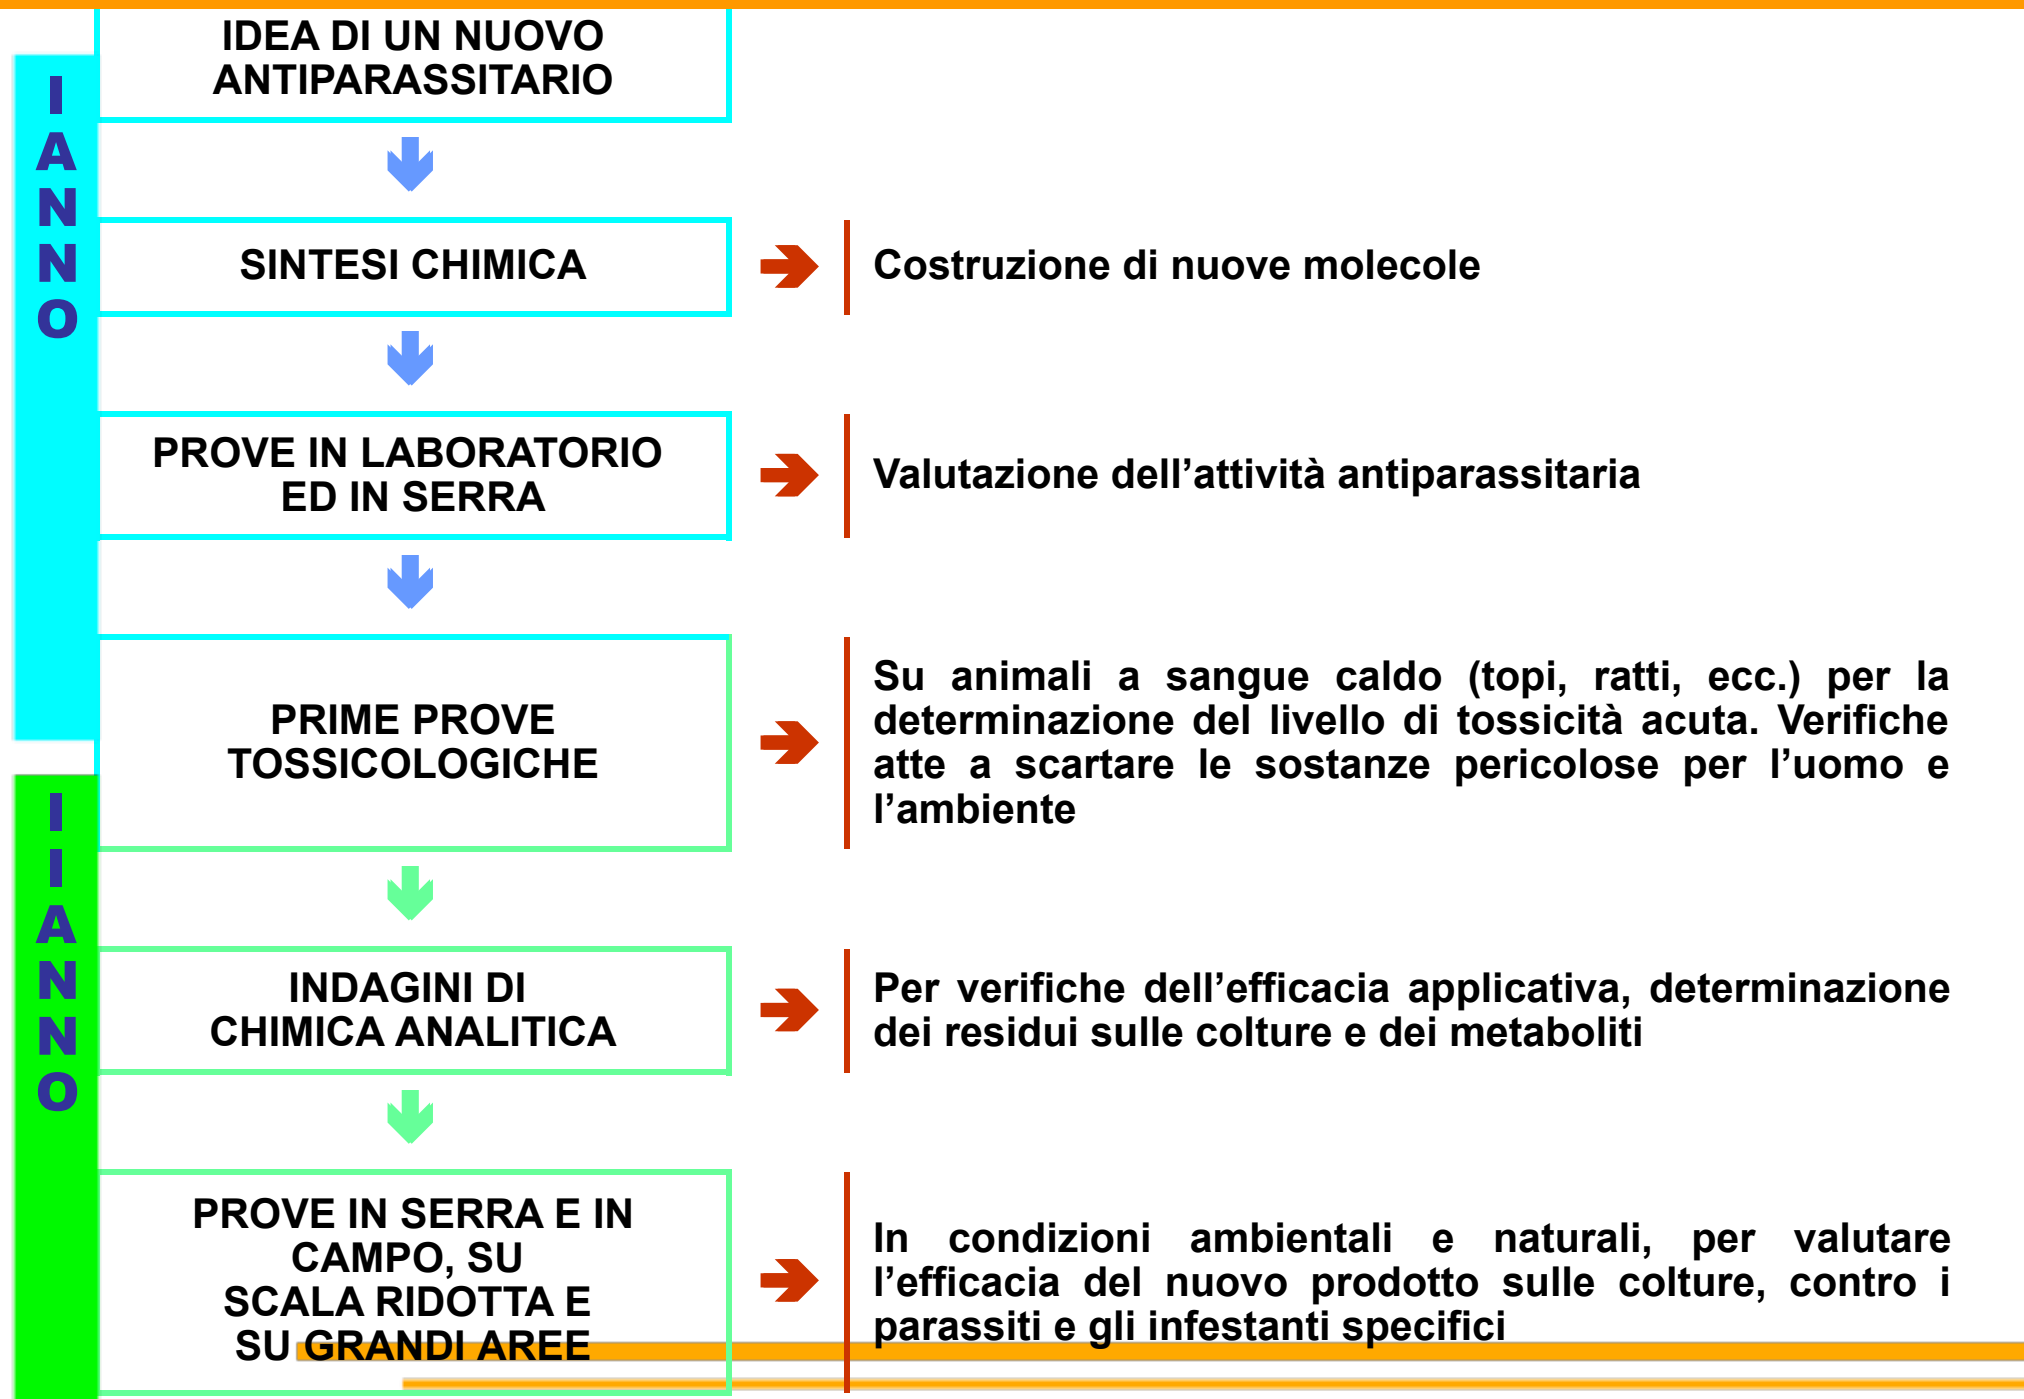 IDEA DI UN NUOVO
ANTIPARASSITARIO
I ANNO
SINTESI CHIMICA
Costruzione di nuove molecole
PROVE IN LABORATORIO
ED IN SERRA
Valutazione dell’attività antiparassitaria
PRIME PROVE
TOSSICOLOGICHE
Su animali a sangue caldo (topi, ratti, ecc.) per la
determinazione del livello di tossicità acuta. Verifiche
atte a scartare le sostanze pericolose per l’uomo e
l’ambiente
II ANNO
INDAGINI DI
CHIMICA ANALITICA
Per verifiche dell’efficacia applicativa, determinazione
dei residui sulle colture e dei metaboliti
PROVE IN SERRA E IN
CAMPO, SU
SCALA RIDOTTA E
SU GRANDI AREE
In condizioni ambientali e naturali, per valutare
l’efficacia del nuovo prodotto sulle colture, contro i
parassiti e gli infestanti specifici